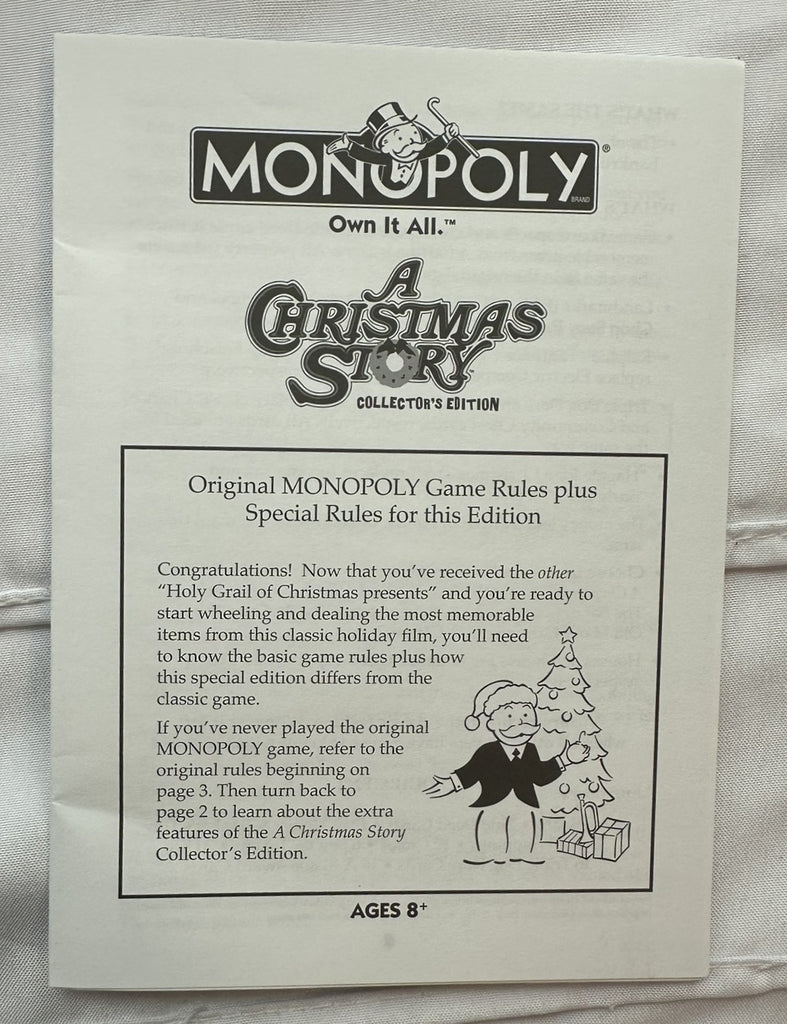 MONOPOLY®
BRAND
Own It All.™
A
CHRISTMAS
STORY™
COLLECTOR'S EDITION
Original MONOPOLY Game Rules plus
Special Rules for this Edition
Congratulations! Now that you've received the other
"Holy Grail of Christmas presents" and you're ready to
start wheeling and dealing the most memorable
items from this classic holiday film, you'll need
to know the basic game rules plus how
this special edition differs from the
classic game.
If you've never played the original
MONOPOLY game, refer to the
original rules beginning on
page 3. Then turn back to
page 2 to learn about the extra
features of the A Christmas Story
Collector's Edition.
AGES 8+